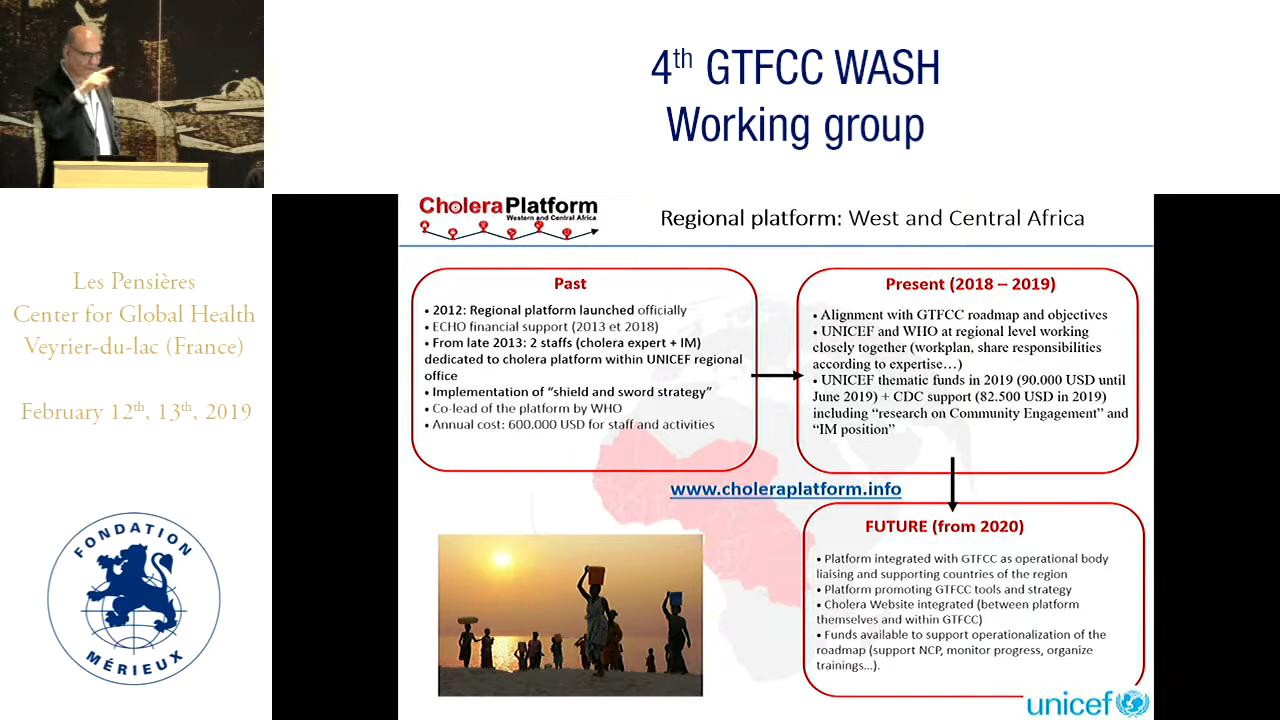 4th GTFCC WASH
Working group
Les Pensières
Center for Global Health
Veyrier-du-lac (France)
February 12th, 13th, 2019
FONDATION
MÉRIEUX
Cholera Platform
Western and Central Africa
Regional platform: West and Central Africa
Past
• 2012: Regional platform launched officially
• ECHO financial support (2013 et 2018)
• From late 2013: 2 staffs (cholera expert + IM)
dedicated to cholera platform within UNICEF regional
office
• Implementation of “shield and sword strategy”
• Co-lead of the platform by WHO
• Annual cost: 600.000 USD for staff and activities
Present (2018 – 2019)
• Alignment with GTFCC roadmap and objectives
• UNICEF and WHO at regional level working
closely together (workplan, share responsibilities
according to expertise…)
• UNICEF thematic funds in 2019 (90.000 USD until
June 2019) + CDC support (82.500 USD in 2019)
including “research on Community Engagement” and
“IM position”
www.choleraplatform.info
FUTURE (from 2020)
• Platform integrated with GTFCC as operational body
liaising and supporting countries of the region
• Platform promoting GTFCC tools and strategy
• Cholera Website integrated (between platform
themselves and within GTFCC)
• Funds available to support operationalization of the
roadmap (support NCP, monitor progress, organize
trainings…).
unicef